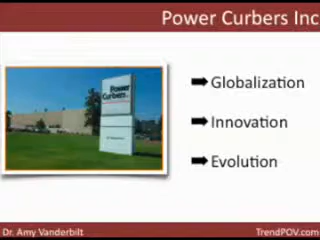 Power Curbers Inc
Power
Curbers
Globalization
Innovation
Evolution
Dr. Amy Vanderbilt
TrendPOV.com